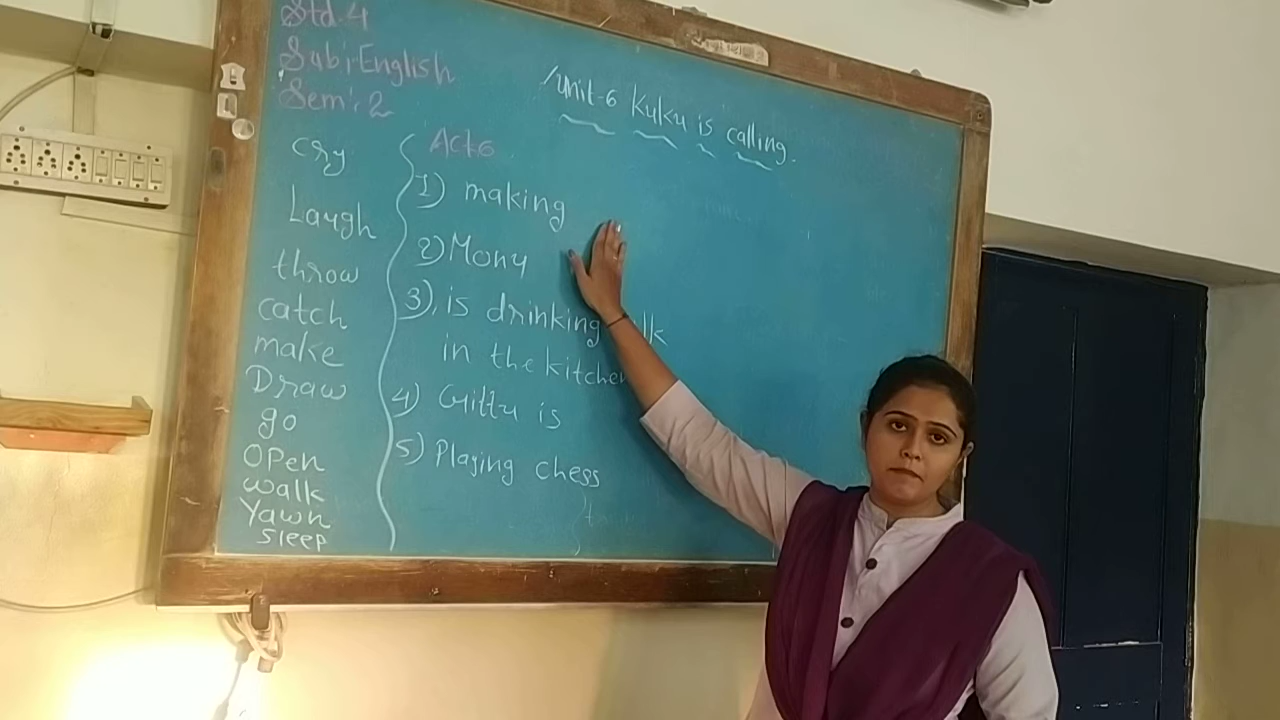 Std. 4
Sub: English
Sem: 2
Unit-6 Kuku is calling.
cry
Laugh
throw
catch
make
Draw
go
OPen
walk
Yawn
sleep
Act 6
1) making
2) Mony
3) is drinking
in the kitchen
4) Gittu is
5) Playing chess